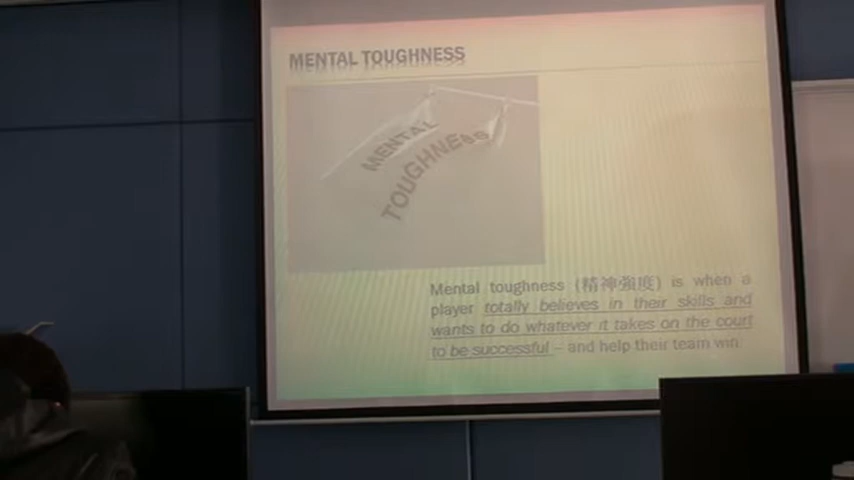 MENTAL TOUGHNESS
MENTAL
TOUGHNESS
Mental toughness (精神強度) is when a
player totally believes in their skills and
wants to do whatever it takes on the court
to be successful – and help their team win